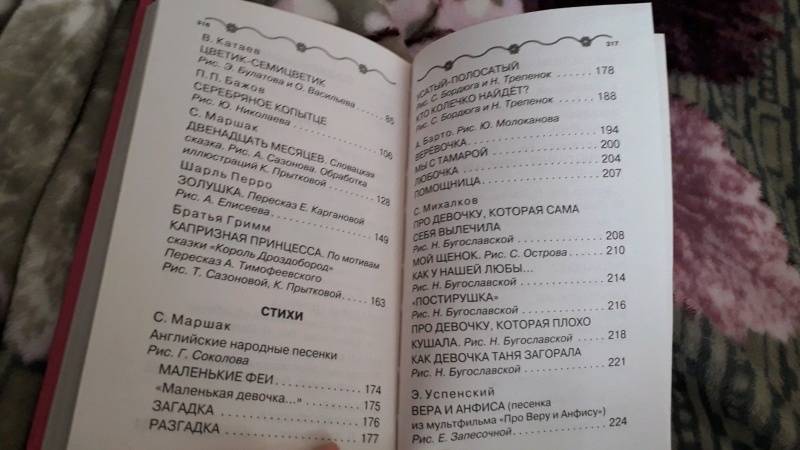 216
В. Катаев
ЦВЕТИК-СЕМИЦВЕТИК
Рис. Э. Булатова и О. Васильева ..... 85
П. П. Бажов
СЕРЕБРЯНОЕ КОПЫТЦЕ
Рис. Ю. Николаева ..... 106
С. Маршак
ДВЕНАДЦАТЬ МЕСЯЦЕВ. Словацкая
сказка. Рис. А. Сазонова. Обработка
иллюстраций К. Прытковой ..... 128
Шарль Перро
ЗОЛУШКА. Пересказ Е. Каргановой
Рис. А. Елисеева ..... 149
Братья Гримм
КАПРИЗНАЯ ПРИНЦЕССА. По мотивам
сказки «Король Дроздобород»
Пересказ А. Тимофеевского
Рис. Т. Сазоновой, К. Прытковой ..... 163
СТИХИ
С. Маршак
Английские народные песенки
Рис. Г. Соколова
МАЛЕНЬКИЕ ФЕИ ..... 174
«Маленькая девочка...» ..... 175
ЗАГАДКА ..... 176
РАЗГАДКА ..... 177
217
УСАТЫЙ-ПОЛОСАТЫЙ
Рис. С. Бордюга и Н. Трепенок ..... 178
КТО КОЛЕЧКО НАЙДЕТ?
Рис. С. Бордюга и Н. Трепенок ..... 188
А. Барто. Рис. Ю. Молоканова
ВЕРЁВОЧКА ..... 194
МЫ С ТАМАРОЙ ..... 200
ЛЮБОЧКА ..... 204
ПОМОЩНИЦА ..... 207
С. Михалков
ПРО ДЕВОЧКУ, КОТОРАЯ САМА
СЕБЯ ВЫЛЕЧИЛА
Рис. Н. Бугославской ..... 208
МОЙ ЩЕНОК. Рис. С. Острова ..... 210
КАК У НАШЕЙ ЛЮБЫ...
Рис. Н. Бугославской ..... 214
«ПОСТИРУШКА»
Рис. Н. Бугославской ..... 216
ПРО ДЕВОЧКУ, КОТОРАЯ ПЛОХО
КУШАЛА. Рис. Н. Бугославской ..... 218
КАК ДЕВОЧКА ТАНЯ ЗАГОРАЛА
Рис. Н. Бугославской ..... 221
Э. Успенский
ВЕРА И АНФИСА (песенка
из мультфильма «Про Веру и Анфису»)
Рис. Е. Запесочной ..... 224